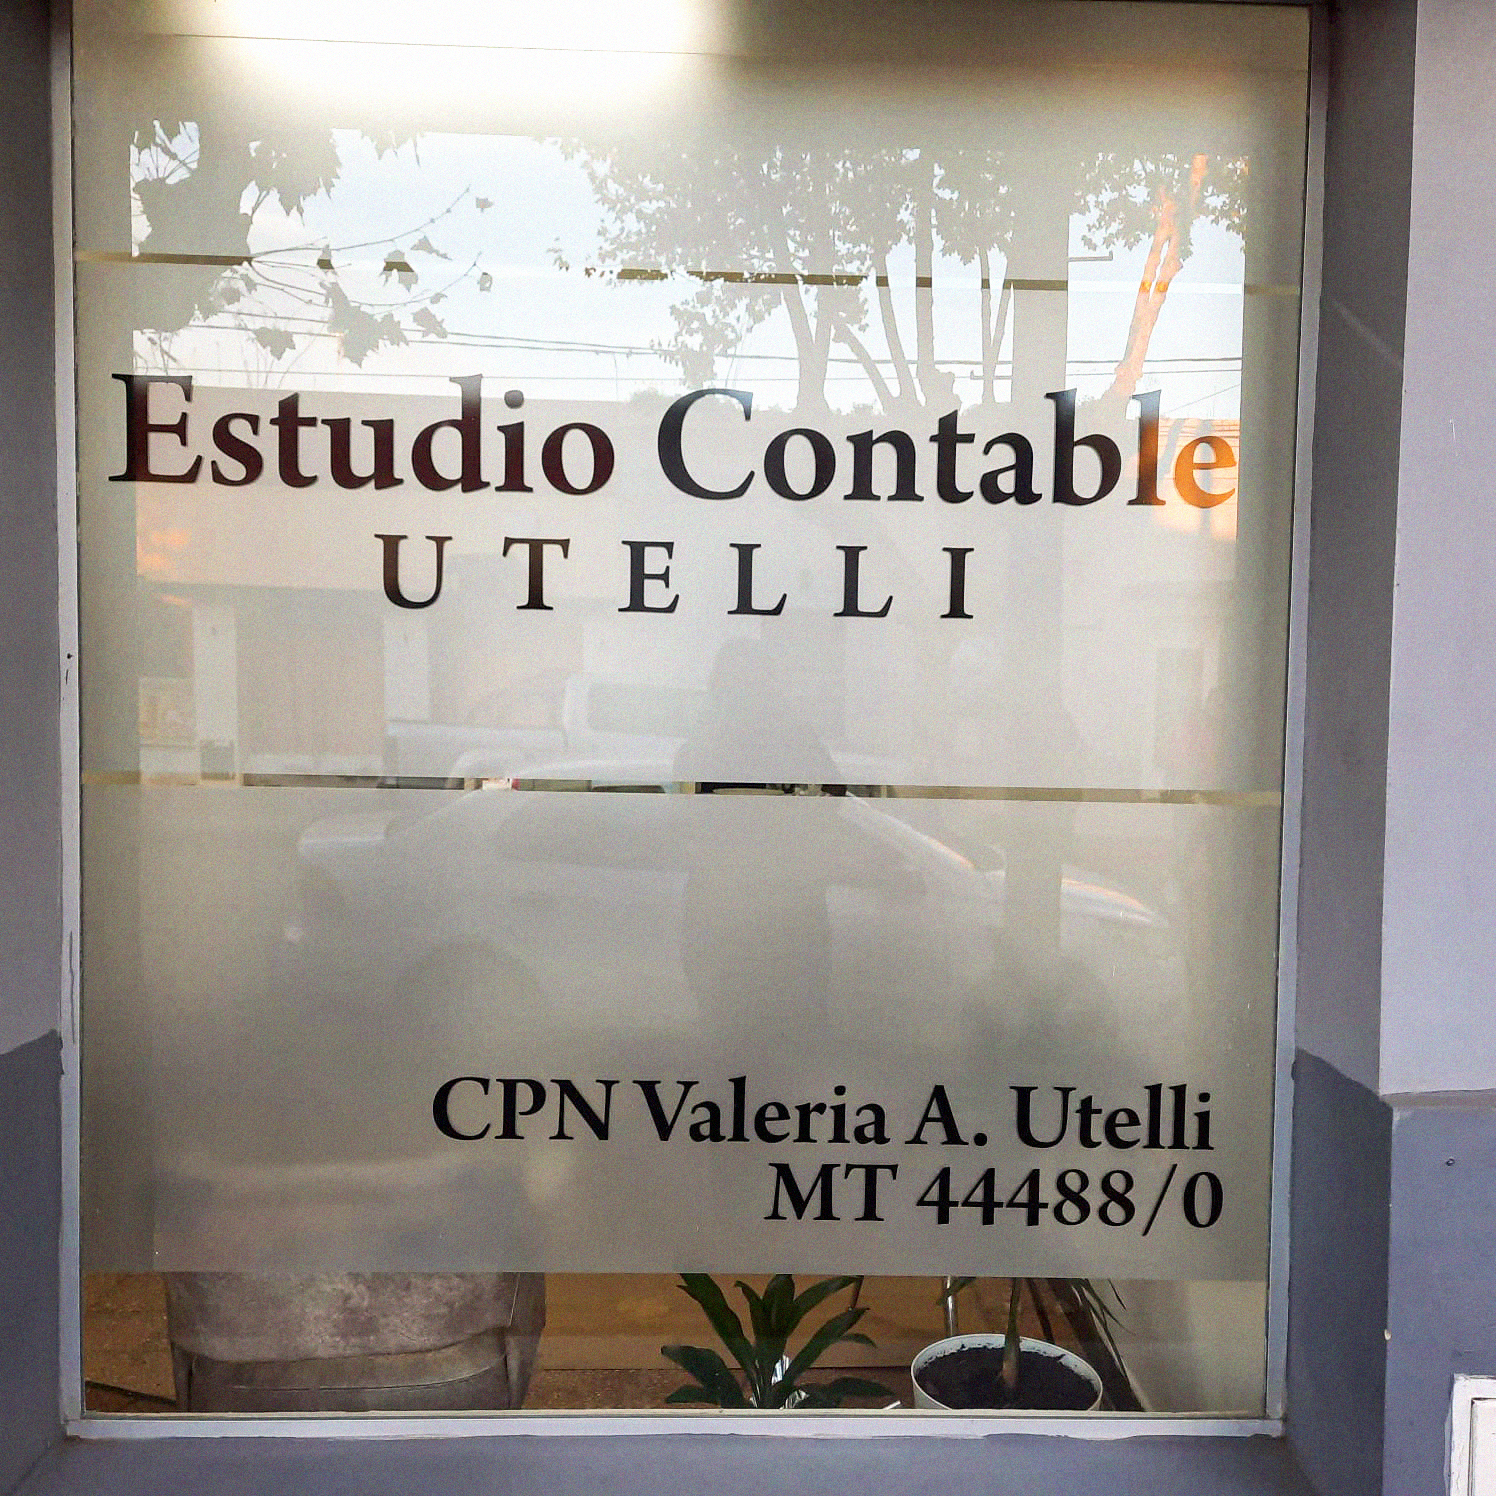 Estudio Contable
UTELLI
CPN Valeria A. Utelli
MT 44488/0